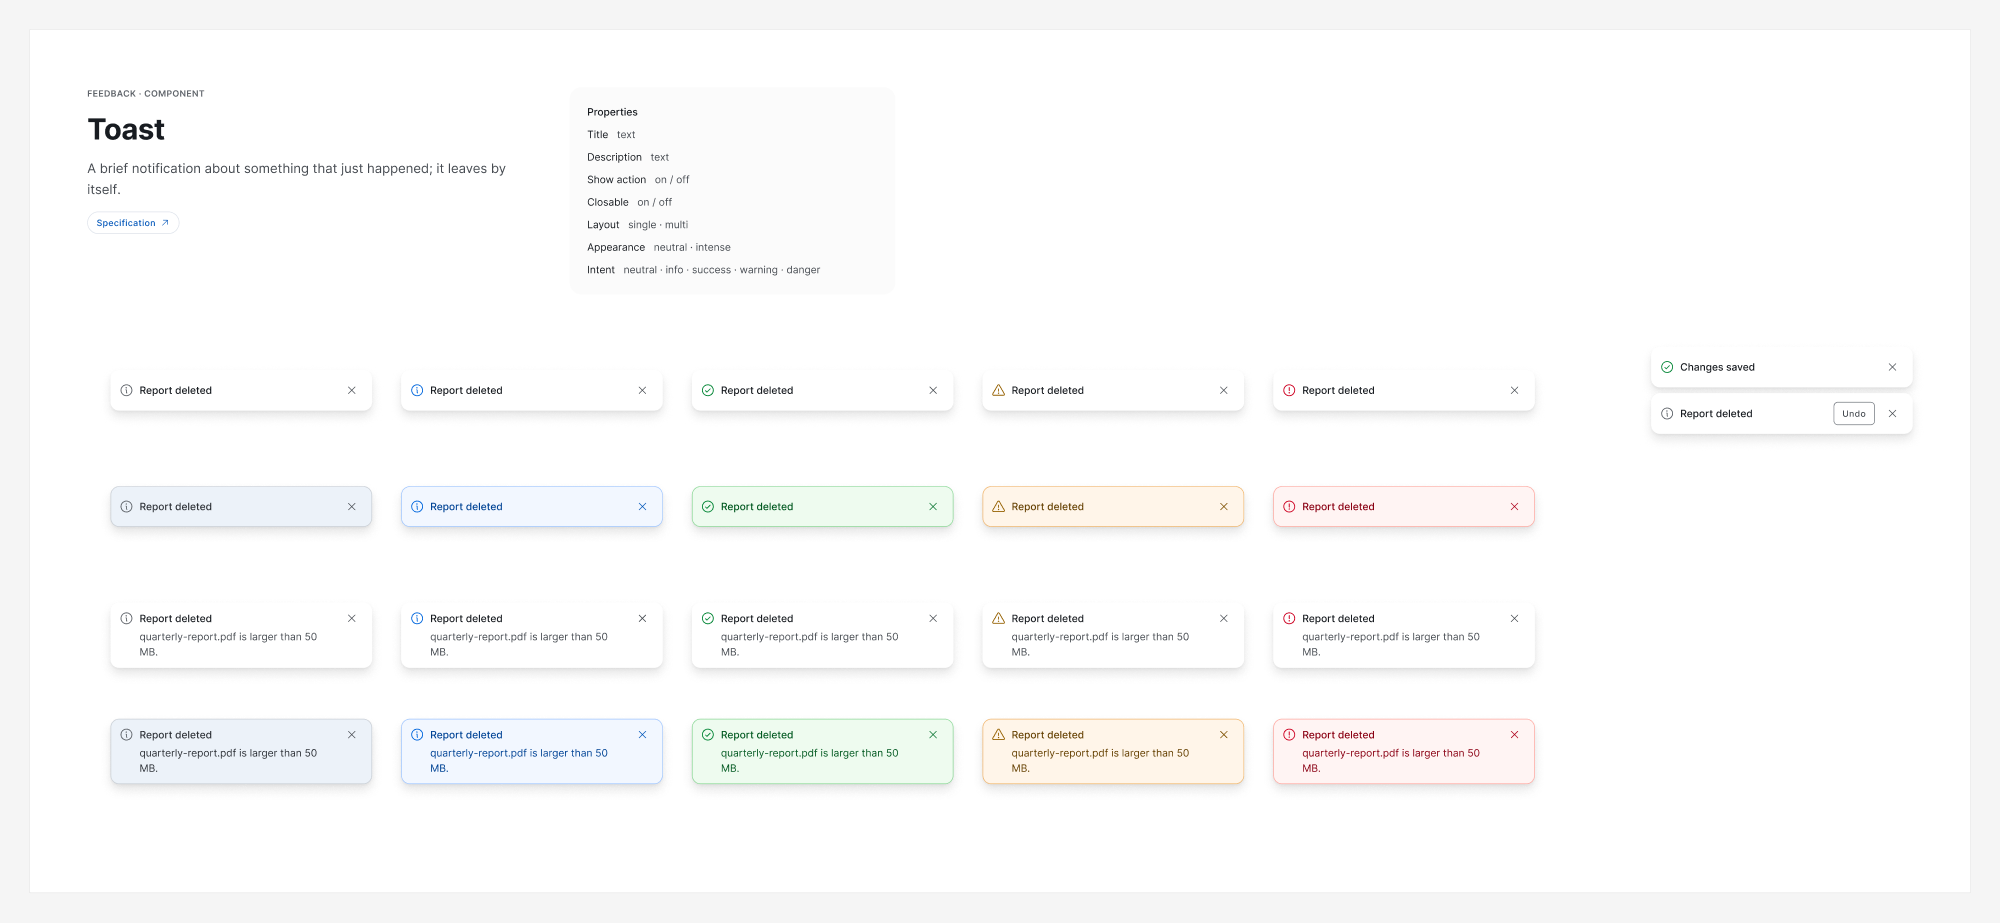 FEEDBACK · COMPONENT
Toast
A brief notification about something that just happened; it leaves by
itself.
Specification
Properties
Title text
Description text
Show action on / off
Closable on / off
Layout single · multi
Appearance neutral · intense
Intent neutral · info · success · warning · danger
Changes saved
Report deleted Undo
Report deleted
Report deleted
Report deleted
Report deleted
Report deleted
Report deleted
Report deleted
Report deleted
Report deleted
Report deleted
Report deleted
quarterly-report.pdf is larger than 50
MB.
Report deleted
quarterly-report.pdf is larger than 50
MB.
Report deleted
quarterly-report.pdf is larger than 50
MB.
Report deleted
quarterly-report.pdf is larger than 50
MB.
Report deleted
quarterly-report.pdf is larger than 50
MB.
Report deleted
quarterly-report.pdf is larger than 50
MB.
Report deleted
quarterly-report.pdf is larger than 50
MB.
Report deleted
quarterly-report.pdf is larger than 50
MB.
Report deleted
quarterly-report.pdf is larger than 50
MB.
Report deleted
quarterly-report.pdf is larger than 50
MB.